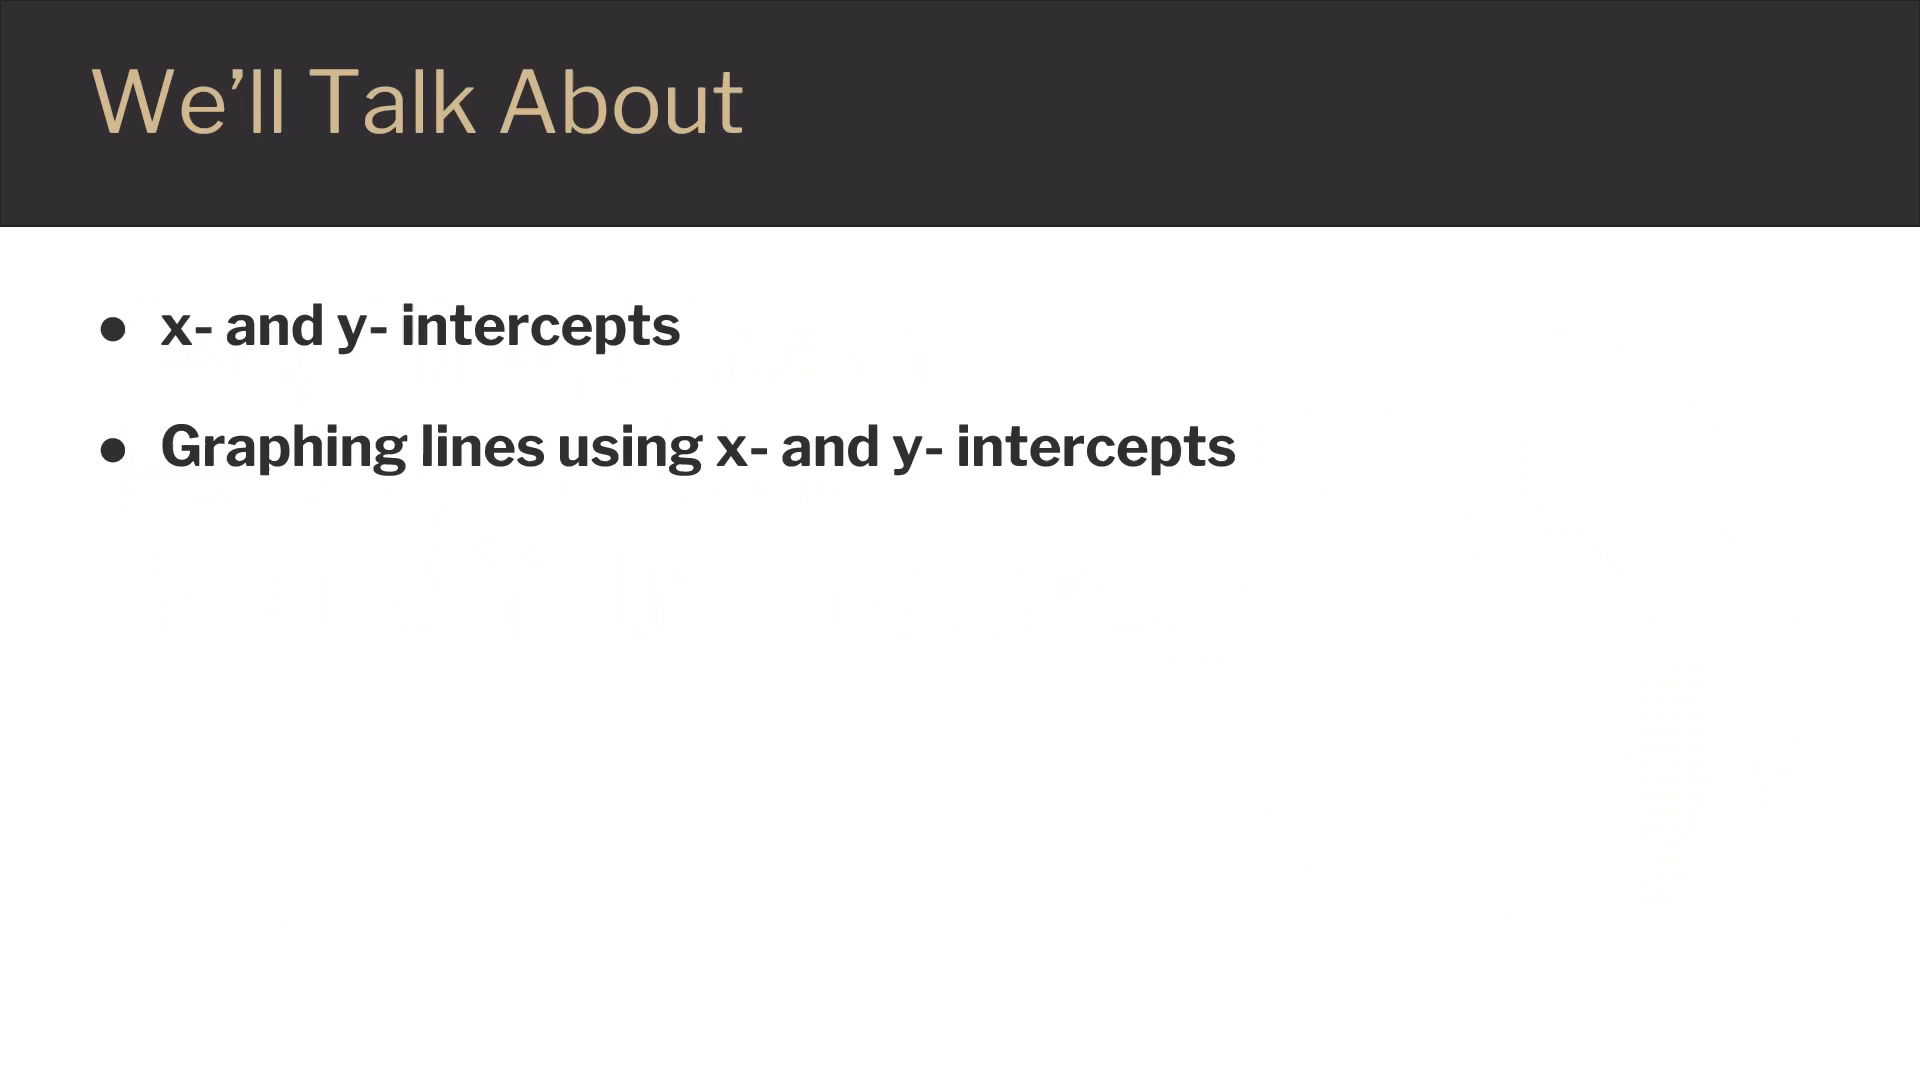 We’ll Talk About
● x- and y- intercepts
● Graphing lines using x- and y- intercepts